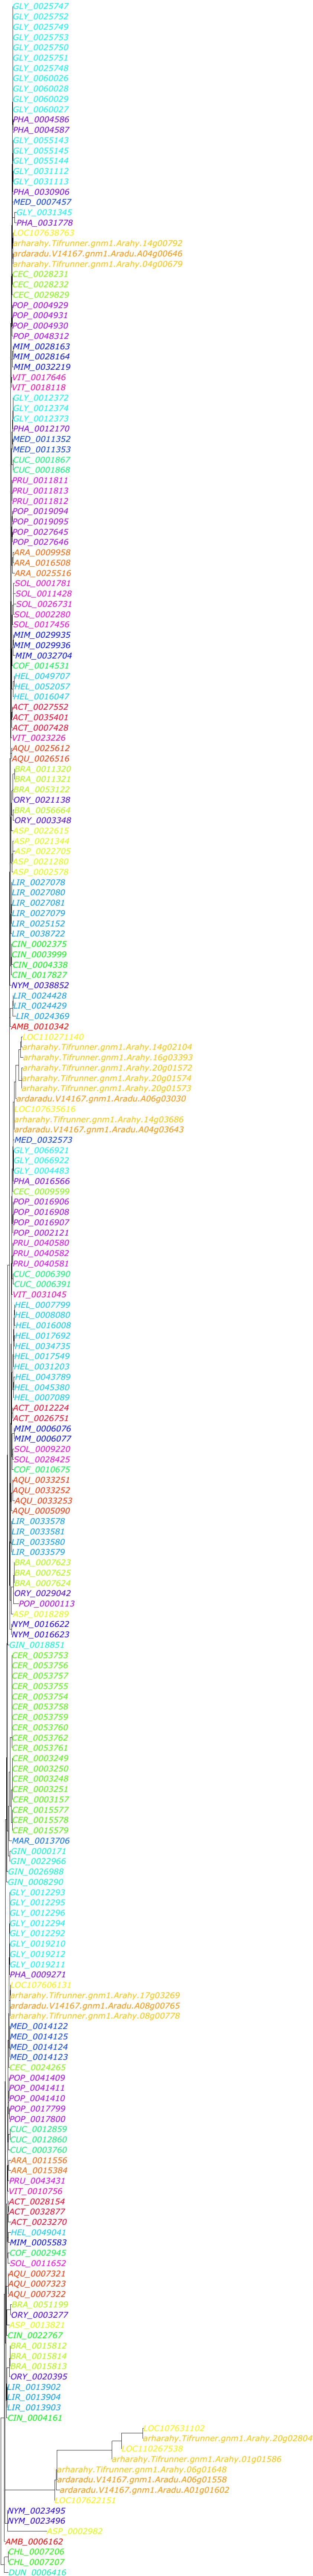 GLY_0025747
GLY_0025752
GLY_0025749
GLY_0025753
GLY_0025750
GLY_0025751
GLY_0025748
GLY_0060026
GLY_0060028
GLY_0060029
GLY_0060027
PHA_0004586
PHA_0004587
GLY_0055143
GLY_0055145
GLY_0055144
GLY_0031112
GLY_0031113
PHA_0030906
MED_0007457
GLY_0031345
PHA_0031778
LOC107638763
arharahy.Tifrunner.gnm1.Arahy.14g00792
ardaradu.V14167.gnm1.Aradu.A04g00646
arharahy.Tifrunner.gnm1.Arahy.04g00679
CEC_0028231
CEC_0028232
CEC_0029829
POP_0004929
POP_0004931
POP_0004930
POP_0048312
MIM_0028163
MIM_0028164
MIM_0032219
VIT_0017646
VIT_0018118
GLY_0012372
GLY_0012374
GLY_0012373
PHA_0012170
MED_0011352
MED_0011353
CUC_0001867
CUC_0001868
PRU_0011811
PRU_0011813
PRU_0011812
POP_0019094
POP_0019095
POP_0027645
POP_0027646
ARA_0009958
ARA_0016508
ARA_0025516
SOL_0001781
SOL_0011428
SOL_0026731
SOL_0002280
SOL_0017456
MIM_0029935
MIM_0029936
MIM_0032704
COF_0014531
HEL_0049707
HEL_0052057
HEL_0016047
ACT_0027552
ACT_0035401
ACT_0007428
VIT_0023226
AQU_0025612
AQU_0026516
BRA_0011320
BRA_0011321
BRA_0053122
ORY_0021138
BRA_0056664
ORY_0003348
ASP_0022615
ASP_0021344
ASP_0022705
ASP_0021280
ASP_0002576
LIR_0027078
LIR_0027080
LIR_0027081
LIR_0027079
LIR_0025152
LIR_0038722
CIN_0002375
CIN_0003999
CIN_0004338
CIN_0017827
NYM_0038852
LIR_0024428
LIR_0024429
LIR_0024369
AMB_0010342
LOC110271140
arharahy.Tifrunner.gnm1.Arahy.14g02104
arharahy.Tifrunner.gnm1.Arahy.16g03393
arharahy.Tifrunner.gnm1.Arahy.20g01572
arharahy.Tifrunner.gnm1.Arahy.20g01574
arharahy.Tifrunner.gnm1.Arahy.20g01573
ardaradu.V14167.gnm1.Aradu.A06g03030
LOC107635616
arharahy.Tifrunner.gnm1.Arahy.14g03686
ardaradu.V14167.gnm1.Aradu.A04g03643
MED_0032573
GLY_0066921
GLY_0066922
GLY_0004483
PHA_0016566
CEC_0009599
POP_0016906
POP_0016908
POP_0016907
POP_0002121
PRU_0040580
PRU_0040582
PRU_0040581
CUC_0006390
CUC_0006391
VIT_0031045
HEL_0007799
HEL_0008080
HEL_0016008
HEL_0017692
HEL_0034735
HEL_0017549
HEL_0031203
HEL_0043789
HEL_0045380
HEL_0007089
ACT_0012224
ACT_0026751
MIM_0006076
MIM_0006077
SOL_0009220
SOL_0028425
COF_0010675
AQU_0033251
AQU_0033252
AQU_0033253
AQU_0005090
LIR_0033578
LIR_0033581
LIR_0033580
LIR_0033579
BRA_0007623
BRA_0007625
BRA_0007624
ORY_0029042
POP_0000113
ASP_0018289
NYM_0016622
NYM_0016623
GIN_0018851
CER_0053753
CER_0053756
CER_0053757
CER_0053755
CER_0053754
CER_0053758
CER_0053759
CER_0053760
CER_0053762
CER_0053761
CER_0003249
CER_0003250
CER_0003248
CER_0003251
CER_0003157
CER_0015577
CER_0015578
CER_0015579
MAR_0013706
GIN_0000171
GIN_0022966
GIN_0026988
GIN_0008290
GLY_0012293
GLY_0012295
GLY_0012296
GLY_0012294
GLY_0012292
GLY_0019210
GLY_0019212
GLY_0019211
PHA_0009271
LOC107608131
arharahy.Tifrunner.gnm1.Arahy.17g03269
ardaradu.V14167.gnm1.Aradu.A08g00765
arharahy.Tifrunner.gnm1.Arahy.08g00778
MED_0014122
MED_0014125
MED_0014124
MED_0014123
CEC_0024265
POP_0041409
POP_0041411
POP_0041410
POP_0017799
POP_0017800
CUC_0012859
CUC_0012860
CUC_0003760
ARA_0011556
ARA_0015384
PRU_0043431
VIT_0010756
ACT_0028154
ACT_0032877
ACT_0023270
HEL_0049041
MIM_0005583
COF_0002945
SOL_0011652
AQU_0007321
AQU_0007323
AQU_0007322
BRA_0051199
ORY_0003277
ASP_0013821
CIN_0022767
BRA_0015812
BRA_0015814
BRA_0015813
ORY_0020395
LIR_0013902
LIR_0013904
LIR_0013903
CIN_0004161
LOC107631102
arharahy.Tifrunner.gnm1.Arahy.20g02804
LOC110267532
arharahy.Tifrunner.gnm1.Arahy.01g01586
arharahy.Tifrunner.gnm1.Arahy.06g01648
ardaradu.V14167.gnm1.Aradu.A06g01558
ardaradu.V14167.gnm1.Aradu.A01g01602
LOC107622151
NYM_0023495
NYM_0023496
ASP_0002982
AMB_0006162
CHL_0007206
CHL_0007207
DUN_0006416